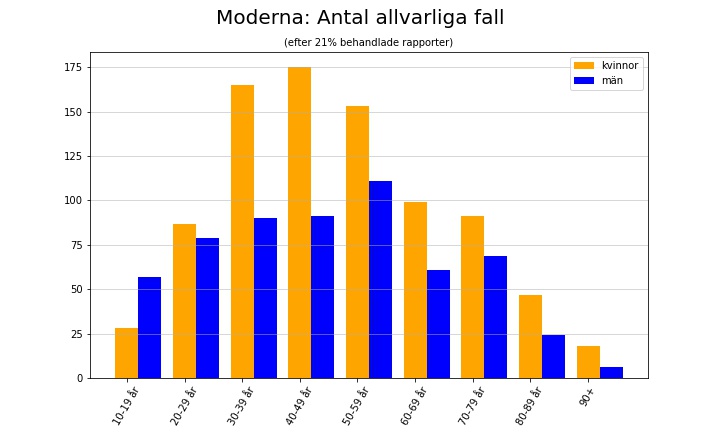 Moderna: Antal allvarliga fall
(efter 21% behandlade rapporter)
kvinnor
män
175
150
125
100
75
50
25
0
10-19 år
20-29 år
30-39 år
40-49 år
50-59 år
60-69 år
70-79 år
80-89 år
90+